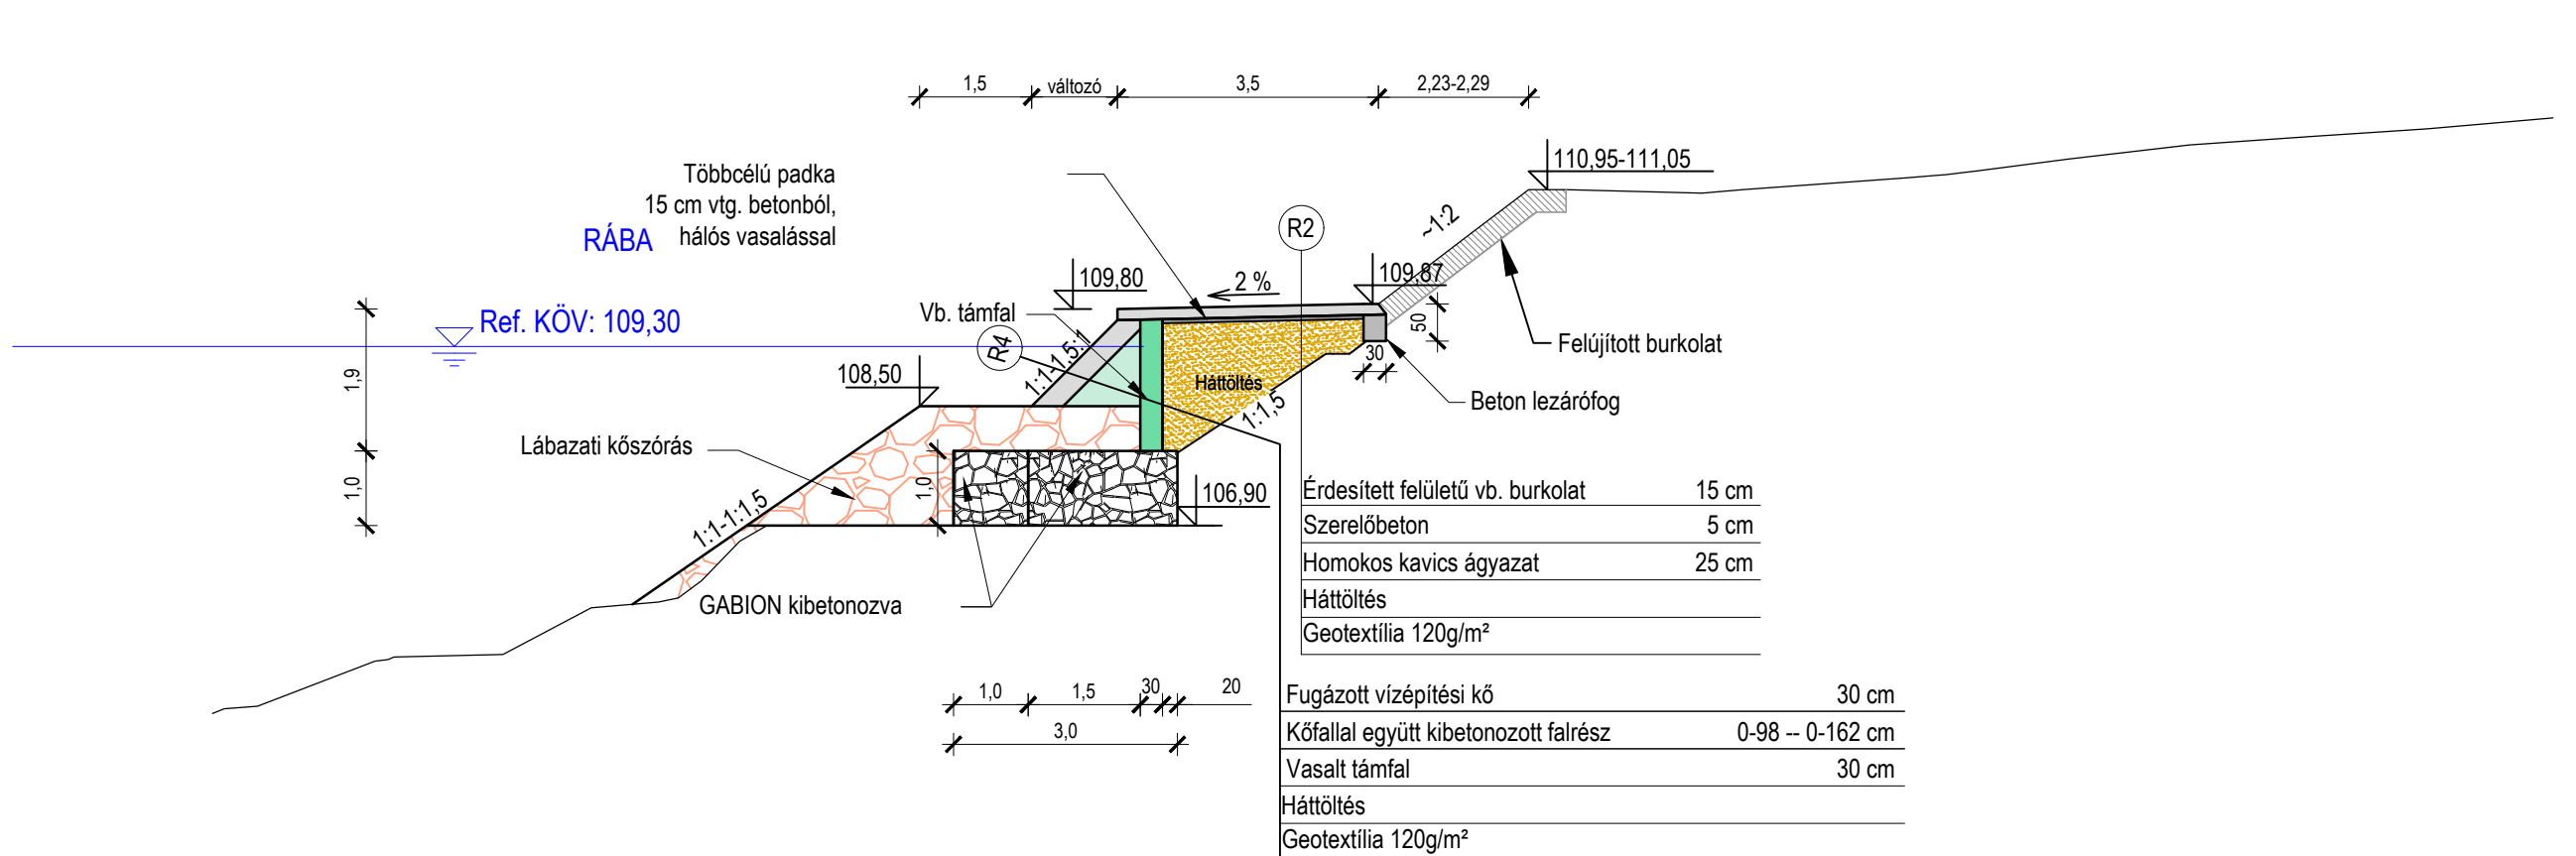 1,5
változó
3,5
2,23-2,29
110,95-111,05
Többcélú padka
15 cm vtg. betonból,
hálós vasalással
RÁBA
R2
~1:2
109,80
2 %
109,87
Ref. KÖV: 109,30
Vb. támfal
R4
1:1-1,5:1
50
30
Felújított burkolat
1,9
108,50
Háttöltés
1:1,5
Beton lezárófog
Lábazati kőszórás
1,0
1,0
106,90
1:1-1:1,5
GABION kibetonozva
Érdesített felületű vb. burkolat 15 cm
Szerelőbeton 5 cm
Homokos kavics ágyazat 25 cm
Háttöltés
Geotextília 120g/m²
1,0
1,5
30
20
3,0
Fugázott vízépítési kő 30 cm
Kőfallal együtt kibetonozott falrész 0-98 -- 0-162 cm
Vasalt támfal 30 cm
Háttöltés
Geotextília 120g/m²